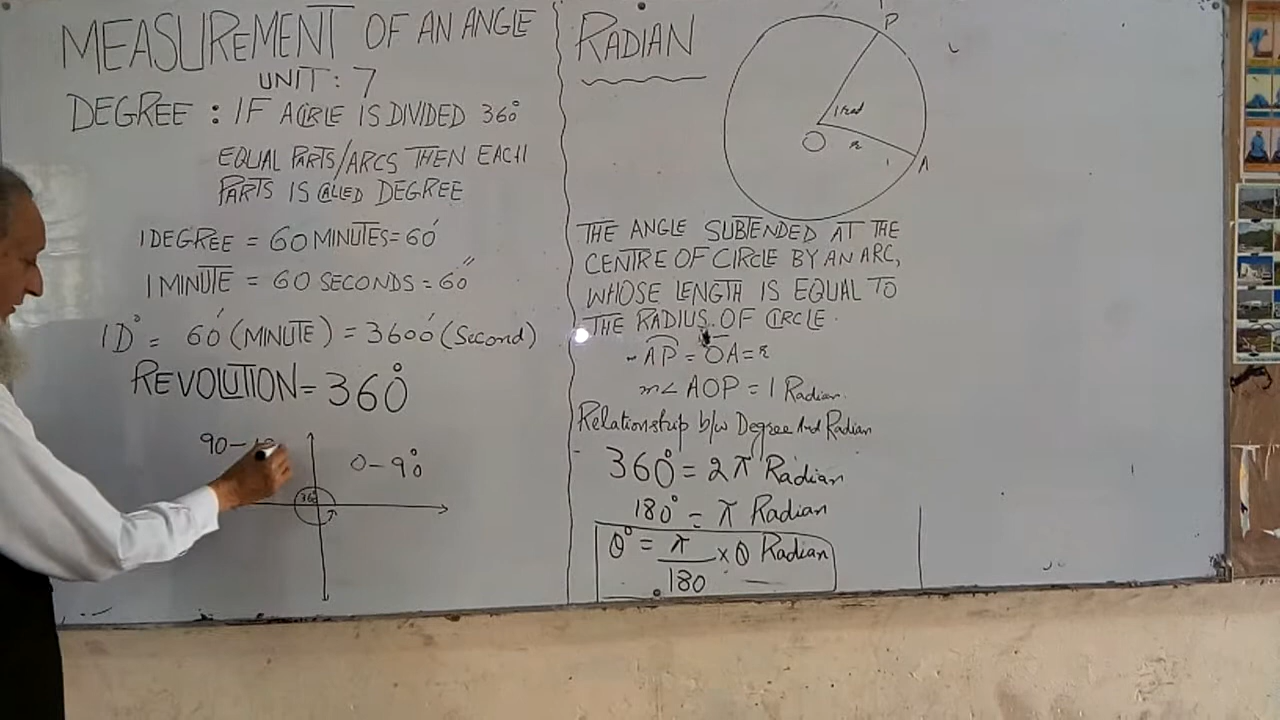 MEASUREMENT OF AN ANGLE
UNIT: 7
DEGREE : IF A CIRLE IS DIVIDED 360°
EQUAL PARTS/ARCS THEN EACH
PARTS IS CALLED DEGREE
1 DEGREE = 60 MINUTES = 60′
1 MINUTE = 60 SECONDS = 60″
1D° = 60′ (MINUTE) = 3600′ (Second)
REVOLUTION = 360°
90–
0–90°
360
RADIAN
P
1 rad
O
r
A
THE ANGLE SUBTENDED AT THE
CENTRE OF CIRCLE BY AN ARC,
WHOSE LENGTH IS EQUAL TO
THE RADIUS OF CIRCLE.
AP = OA = r
m∠AOP = 1 Radian.
Relationship b/w Degree And Radian
360° = 2π Radian
180° = π Radian
θ° = π/180 × θ Radian